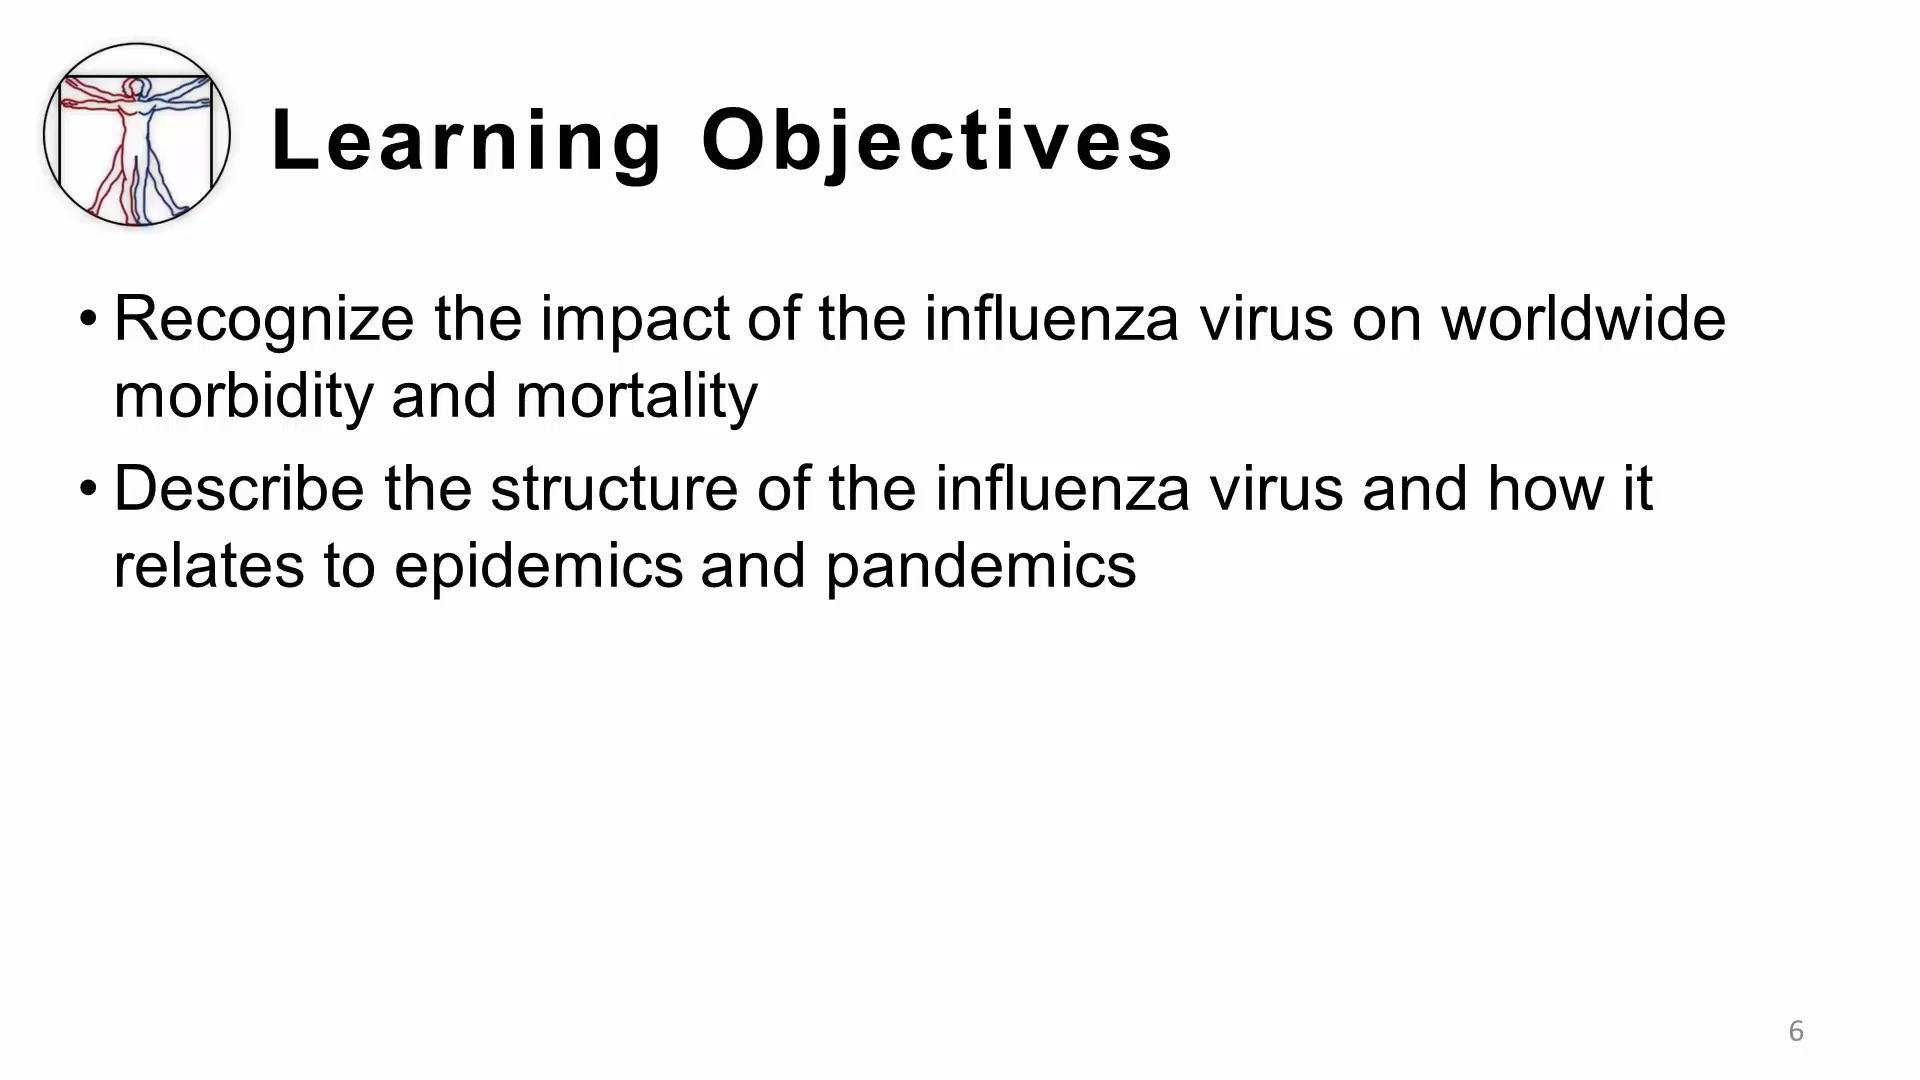 Learning Objectives
• Recognize the impact of the influenza virus on worldwide
morbidity and mortality
• Describe the structure of the influenza virus and how it
relates to epidemics and pandemics
6